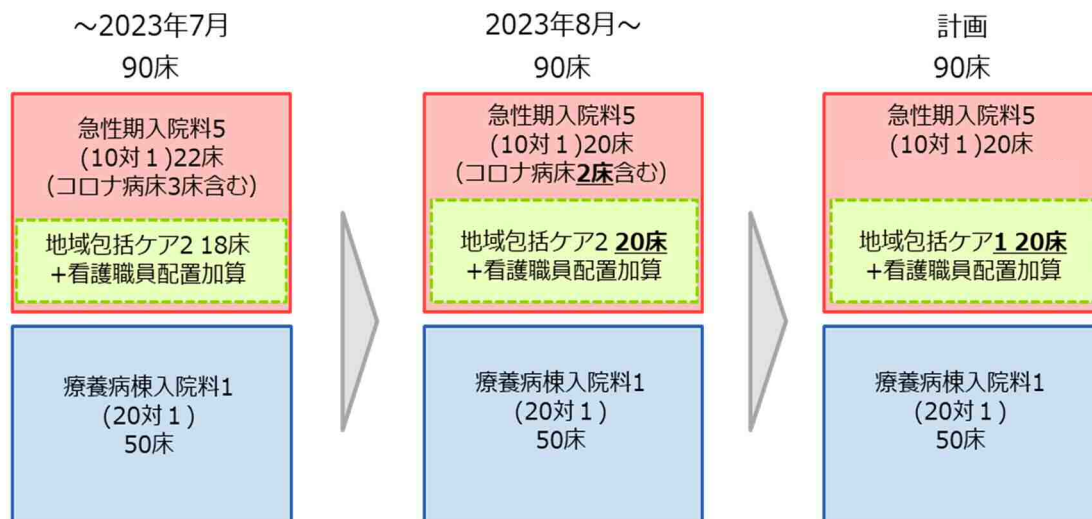 ～2023年7月
90床
急性期入院料5
(10対１)22床
(コロナ病床3床含む)
地域包括ケア2 18床
+看護職員配置加算
療養病棟入院料1
(20対１)
50床
2023年8月～
90床
急性期入院料5
(10対１)20床
(コロナ病床2床含む)
地域包括ケア2 20床
+看護職員配置加算
療養病棟入院料1
(20対１)
50床
計画
90床
急性期入院料5
(10対１)20床
地域包括ケア1 20床
+看護職員配置加算
療養病棟入院料1
(20対１)
50床